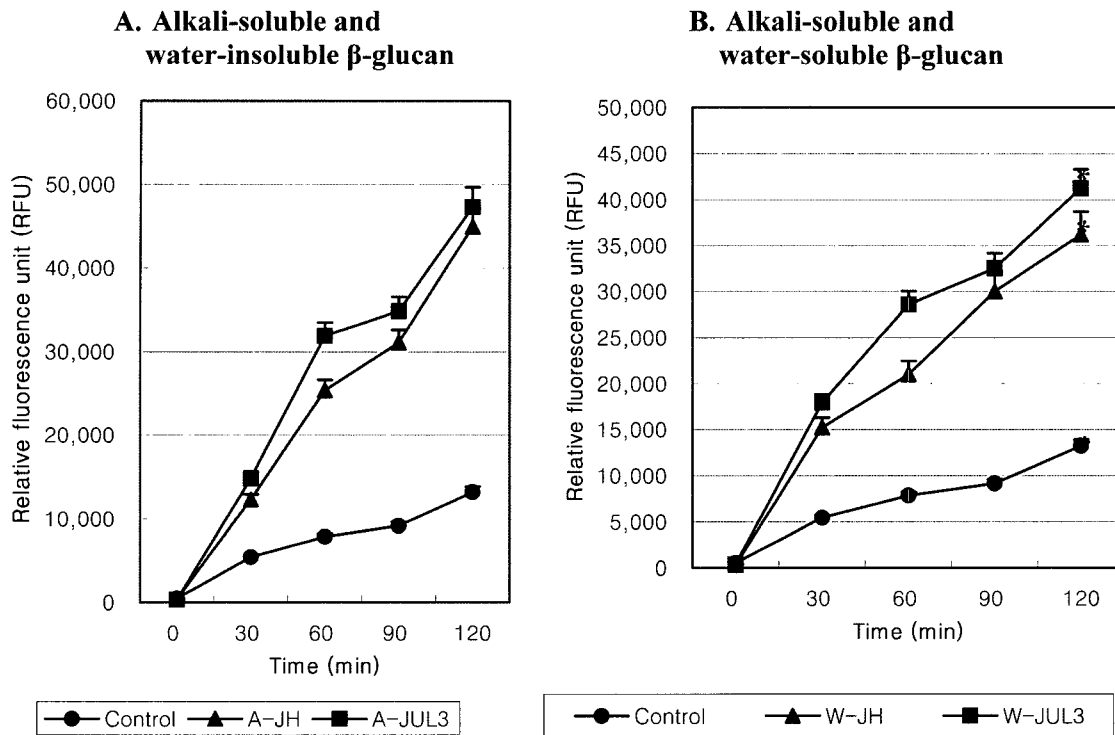 A. Alkali-soluble and
water-insoluble β-glucan
60,000
50,000
40,000
30,000
20,000
10,000
0
Relative fluorescence unit (RFU)
0 30 60 90 120
Time (min)
Control A-JH A-JUL3
B. Alkali-soluble and
water-soluble β-glucan
50,000
45,000
40,000
35,000
30,000
25,000
20,000
15,000
10,000
5,000
0
Relative fluorescence unit (RFU)
0 30 60 90 120
Time (min)
Control W-JH W-JUL3